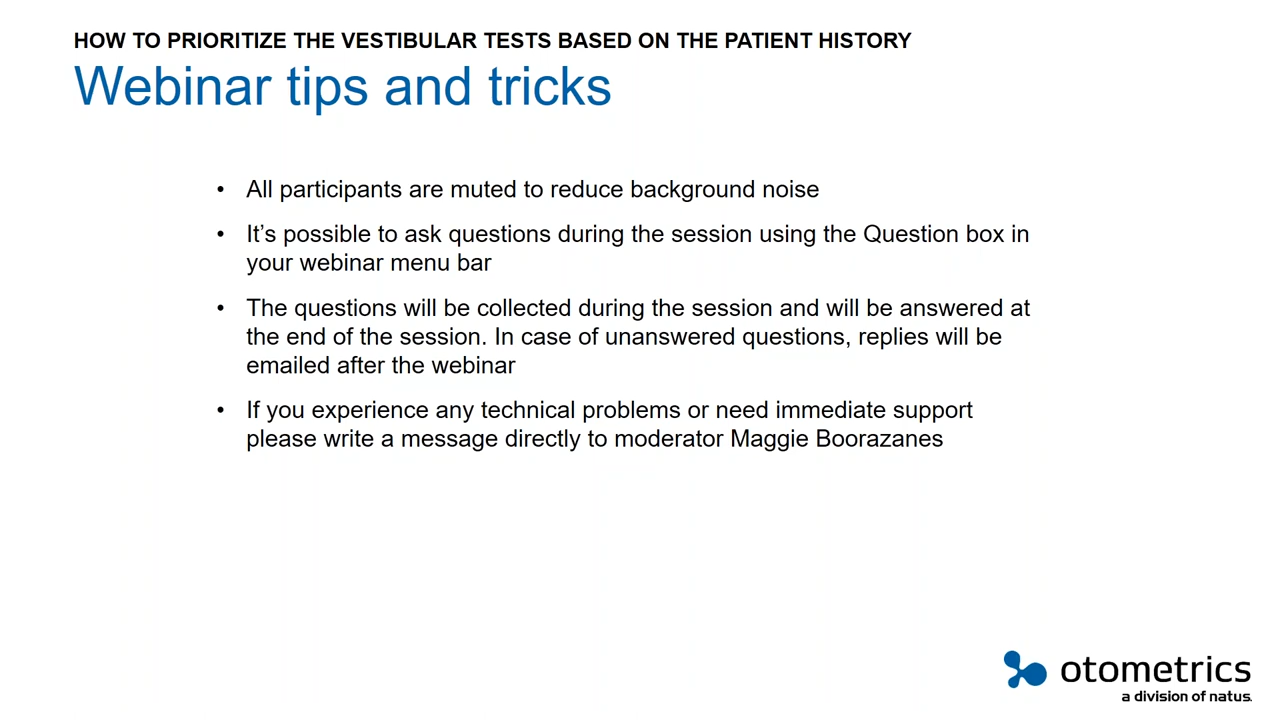 HOW TO PRIORITIZE THE VESTIBULAR TESTS BASED ON THE PATIENT HISTORY
Webinar tips and tricks
• All participants are muted to reduce background noise
• It’s possible to ask questions during the session using the Question box in
your webinar menu bar
• The questions will be collected during the session and will be answered at
the end of the session. In case of unanswered questions, replies will be
emailed after the webinar
• If you experience any technical problems or need immediate support
please write a message directly to moderator Maggie Boorazanes
otometrics
a division of natus.